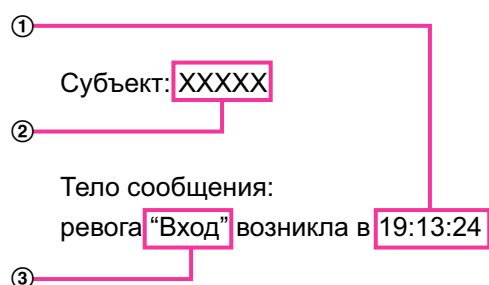 ①
Субъект: XXXXX
②
Тело сообщения:
ревога “Вход” возникла в 19:13:24
③